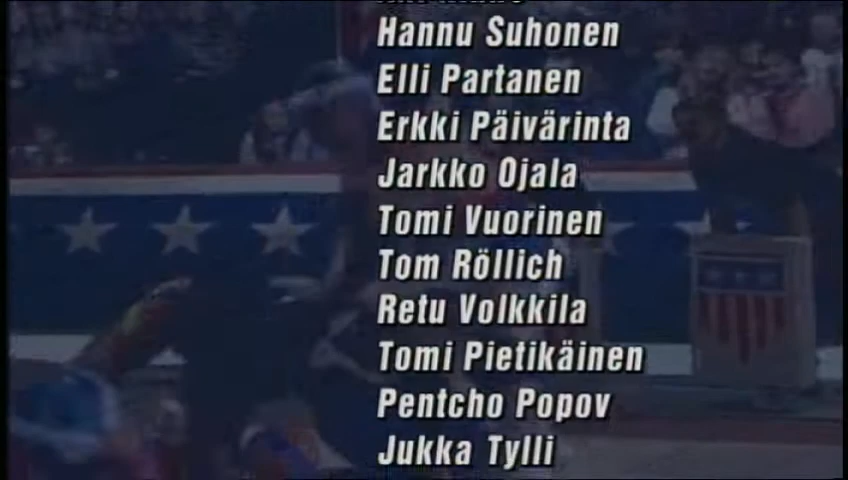 Hannu Suhonen
Elli Partanen
Erkki Päivärinta
Jarkko Ojala
Tomi Vuorinen
Tom Röllich
Retu Volkkila
Tomi Pietikäinen
Pentcho Popov
Jukka Tylli